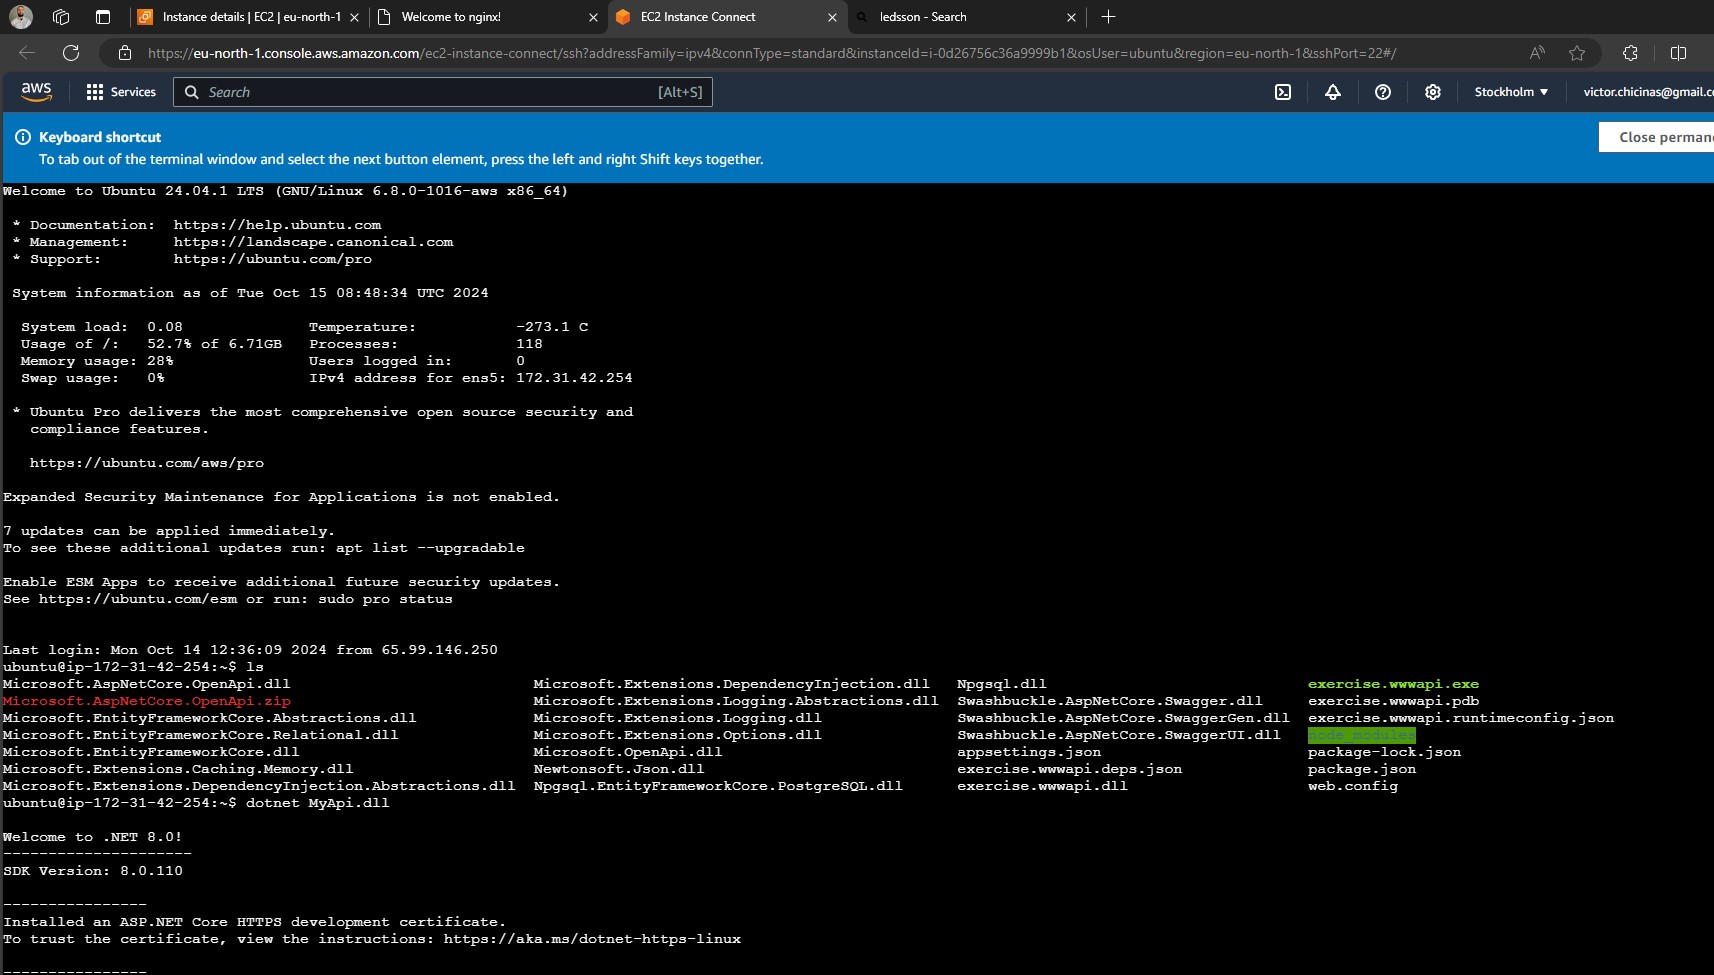 Instance details | EC2 | eu-north-1
Welcome to nginx!
EC2 Instance Connect
ledsson - Search
https://eu-north-1.console.aws.amazon.com/ec2-instance-connect/ssh?addressFamily=ipv4&connType=standard&instanceId=i-0d26756c36a9999b1&osUser=ubuntu&region=eu-north-1&sshPort=22#/
aws
Services
Search
[Alt+S]
Stockholm
victor.chicinas@gmail.c
Keyboard shortcut
To tab out of the terminal window and select the next button element, press the left and right Shift keys together.
Close perman
Welcome to Ubuntu 24.04.1 LTS (GNU/Linux 6.8.0-1016-aws x86_64)
* Documentation: https://help.ubuntu.com
* Management: https://landscape.canonical.com
* Support: https://ubuntu.com/pro
System information as of Tue Oct 15 08:48:34 UTC 2024
System load: 0.08 Temperature: -273.1 C
Usage of /: 52.7% of 6.71GB Processes: 118
Memory usage: 28% Users logged in: 0
Swap usage: 0% IPv4 address for ens5: 172.31.42.254
* Ubuntu Pro delivers the most comprehensive open source security and
compliance features.
https://ubuntu.com/aws/pro
Expanded Security Maintenance for Applications is not enabled.
7 updates can be applied immediately.
To see these additional updates run: apt list --upgradable
Enable ESM Apps to receive additional future security updates.
See https://ubuntu.com/esm or run: sudo pro status
Last login: Mon Oct 14 12:36:09 2024 from 65.99.146.250
ubuntu@ip-172-31-42-254:~$ ls
Microsoft.AspNetCore.OpenApi.dll Microsoft.Extensions.DependencyInjection.dll Npgsql.dll exercise.wwwapi.exe
Microsoft.AspNetCore.OpenApi.zip Microsoft.Extensions.Logging.Abstractions.dll Swashbuckle.AspNetCore.Swagger.dll exercise.wwwapi.pdb
Microsoft.EntityFrameworkCore.Abstractions.dll Microsoft.Extensions.Logging.dll Swashbuckle.AspNetCore.SwaggerGen.dll exercise.wwwapi.runtimeconfig.json
Microsoft.EntityFrameworkCore.Relational.dll Microsoft.Extensions.Options.dll Swashbuckle.AspNetCore.SwaggerUI.dll node_modules
Microsoft.EntityFrameworkCore.dll Microsoft.OpenApi.dll appsettings.json package-lock.json
Microsoft.Extensions.Caching.Memory.dll Newtonsoft.Json.dll exercise.wwwapi.deps.json package.json
Microsoft.Extensions.DependencyInjection.Abstractions.dll Npgsql.EntityFrameworkCore.PostgreSQL.dll exercise.wwwapi.dll web.config
ubuntu@ip-172-31-42-254:~$ dotnet MyApi.dll
Welcome to .NET 8.0!
---------------------
SDK Version: 8.0.110
----------------
Installed an ASP.NET Core HTTPS development certificate.
To trust the certificate, view the instructions: https://aka.ms/dotnet-https-linux
----------------